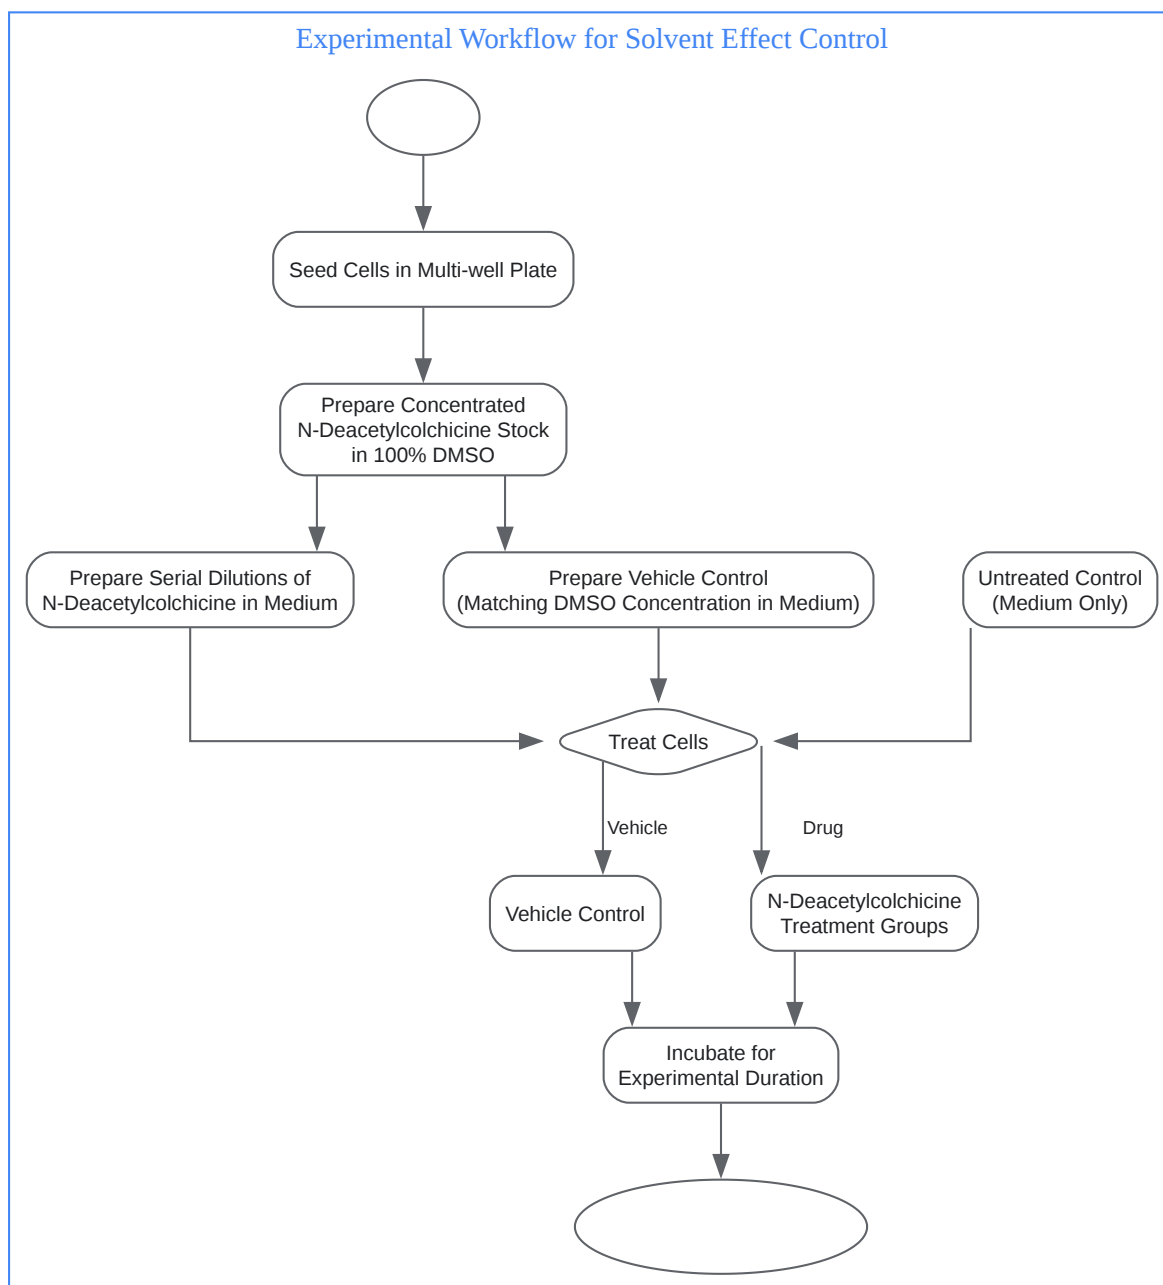 Experimental Workflow for Solvent Effect Control
Seed Cells in Multi-well Plate
Prepare Concentrated
N-Deacetylcolchicine Stock
in 100% DMSO
Prepare Serial Dilutions of
N-Deacetylcolchicine in Medium
Prepare Vehicle Control
(Matching DMSO Concentration in Medium)
Untreated Control
(Medium Only)
Treat Cells
Vehicle
Drug
Vehicle Control
N-Deacetylcolchicine
Treatment Groups
Incubate for
Experimental Duration